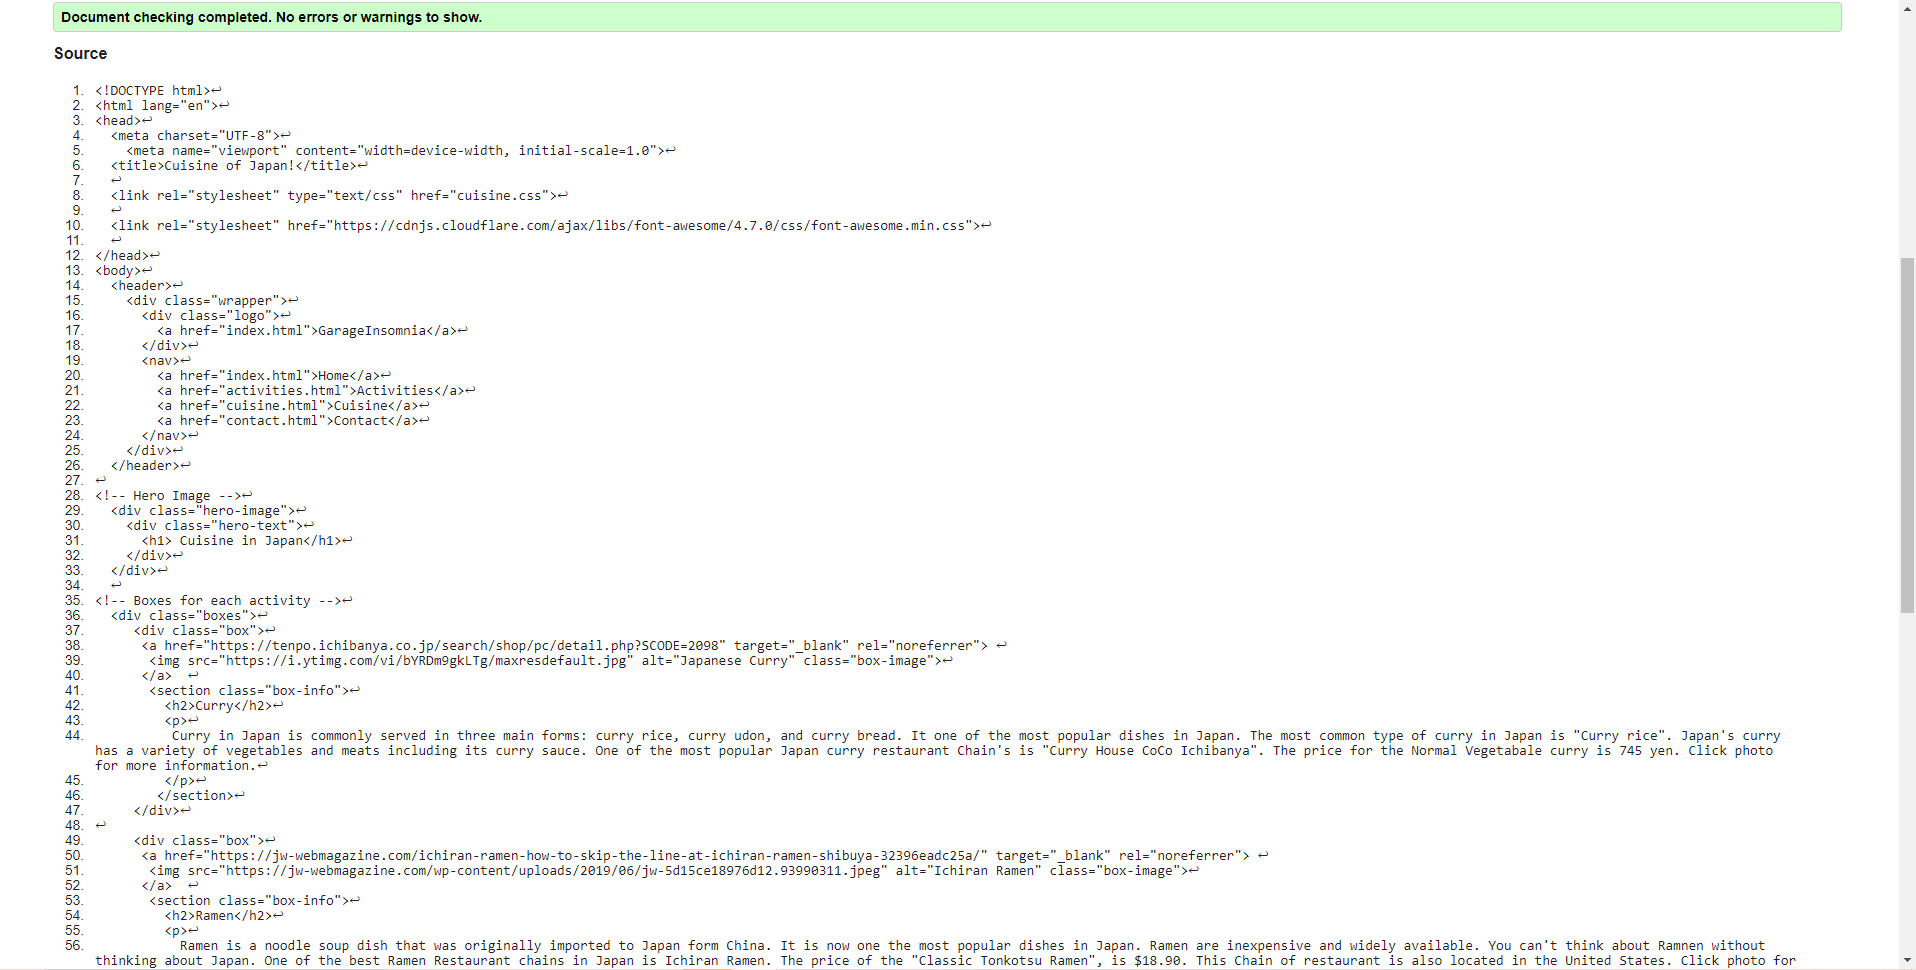 Document checking completed. No errors or warnings to show.
Source
1. <!DOCTYPE html>↩
2. <html lang="en">↩
3. <head>↩
4.   <meta charset="UTF-8">↩
5.     <meta name="viewport" content="width=device-width, initial-scale=1.0">↩
6.   <title>Cuisine of Japan!</title>↩
7.   ↩
8.   <link rel="stylesheet" type="text/css" href="cuisine.css">↩
9.   ↩
10.   <link rel="stylesheet" href="https://cdnjs.cloudflare.com/ajax/libs/font-awesome/4.7.0/css/font-awesome.min.css">↩
11.   ↩
12. </head>↩
13. <body>↩
14.   <header>↩
15.     <div class="wrapper">↩
16.       <div class="logo">↩
17.         <a href="index.html">GarageInsomnia</a>↩
18.       </div>↩
19.       <nav>↩
20.         <a href="index.html">Home</a>↩
21.         <a href="activities.html">Activities</a>↩
22.         <a href="cuisine.html">Cuisine</a>↩
23.         <a href="contact.html">Contact</a>↩
24.       </nav>↩
25.     </div>↩
26.   </header>↩
27. ↩
28. <!-- Hero Image -->↩
29.   <div class="hero-image">↩
30.     <div class="hero-text">↩
31.       <h1> Cuisine in Japan</h1>↩
32.     </div>↩
33.   </div>↩
34.   ↩
35. <!-- Boxes for each activity -->↩
36.   <div class="boxes">↩
37.      <div class="box">↩
38.       <a href="https://tenpo.ichibanya.co.jp/search/shop/pc/detail.php?SCODE=2098" target="_blank" rel="noreferrer"> ↩
39.        <img src="https://i.ytimg.com/vi/bYRDm9gkLTg/maxresdefault.jpg" alt="Japanese Curry" class="box-image">↩
40.       </a>  ↩
41.        <section class="box-info">↩
42.          <h2>Curry</h2>↩
43.          <p>↩
44.           Curry in Japan is commonly served in three main forms: curry rice, curry udon, and curry bread. It one of the most popular dishes in Japan. The most common type of curry in Japan is "Curry rice". Japan's curry
has a variety of vegetables and meats including its curry sauce. One of the most popular Japan curry restaurant Chain's is "Curry House CoCo Ichibanya". The price for the Normal Vegetabale curry is 745 yen. Click photo
for more information.↩
45.          </p>↩
46.         </section>↩
47.      </div>↩
48. ↩
49.      <div class="box">↩
50.       <a href="https://jw-webmagazine.com/ichiran-ramen-how-to-skip-the-line-at-ichiran-ramen-shibuya-32396eadc25a/" target="_blank" rel="noreferrer"> ↩
51.        <img src="https://jw-webmagazine.com/wp-content/uploads/2019/06/jw-5d15ce18976d12.93990311.jpeg" alt="Ichiran Ramen" class="box-image">↩
52.       </a>  ↩
53.        <section class="box-info">↩
54.          <h2>Ramen</h2>↩
55.          <p>↩
56.            Ramen is a noodle soup dish that was originally imported to Japan form China. It is now one the most popular dishes in Japan. Ramen are inexpensive and widely available. You can't think about Ramnen without
thinking about Japan. One of the best Ramen Restaurant chains in Japan is Ichiran Ramen. The price of the "Classic Tonkotsu Ramen", is $18.90. This Chain of restaurant is also located in the United States. Click photo for